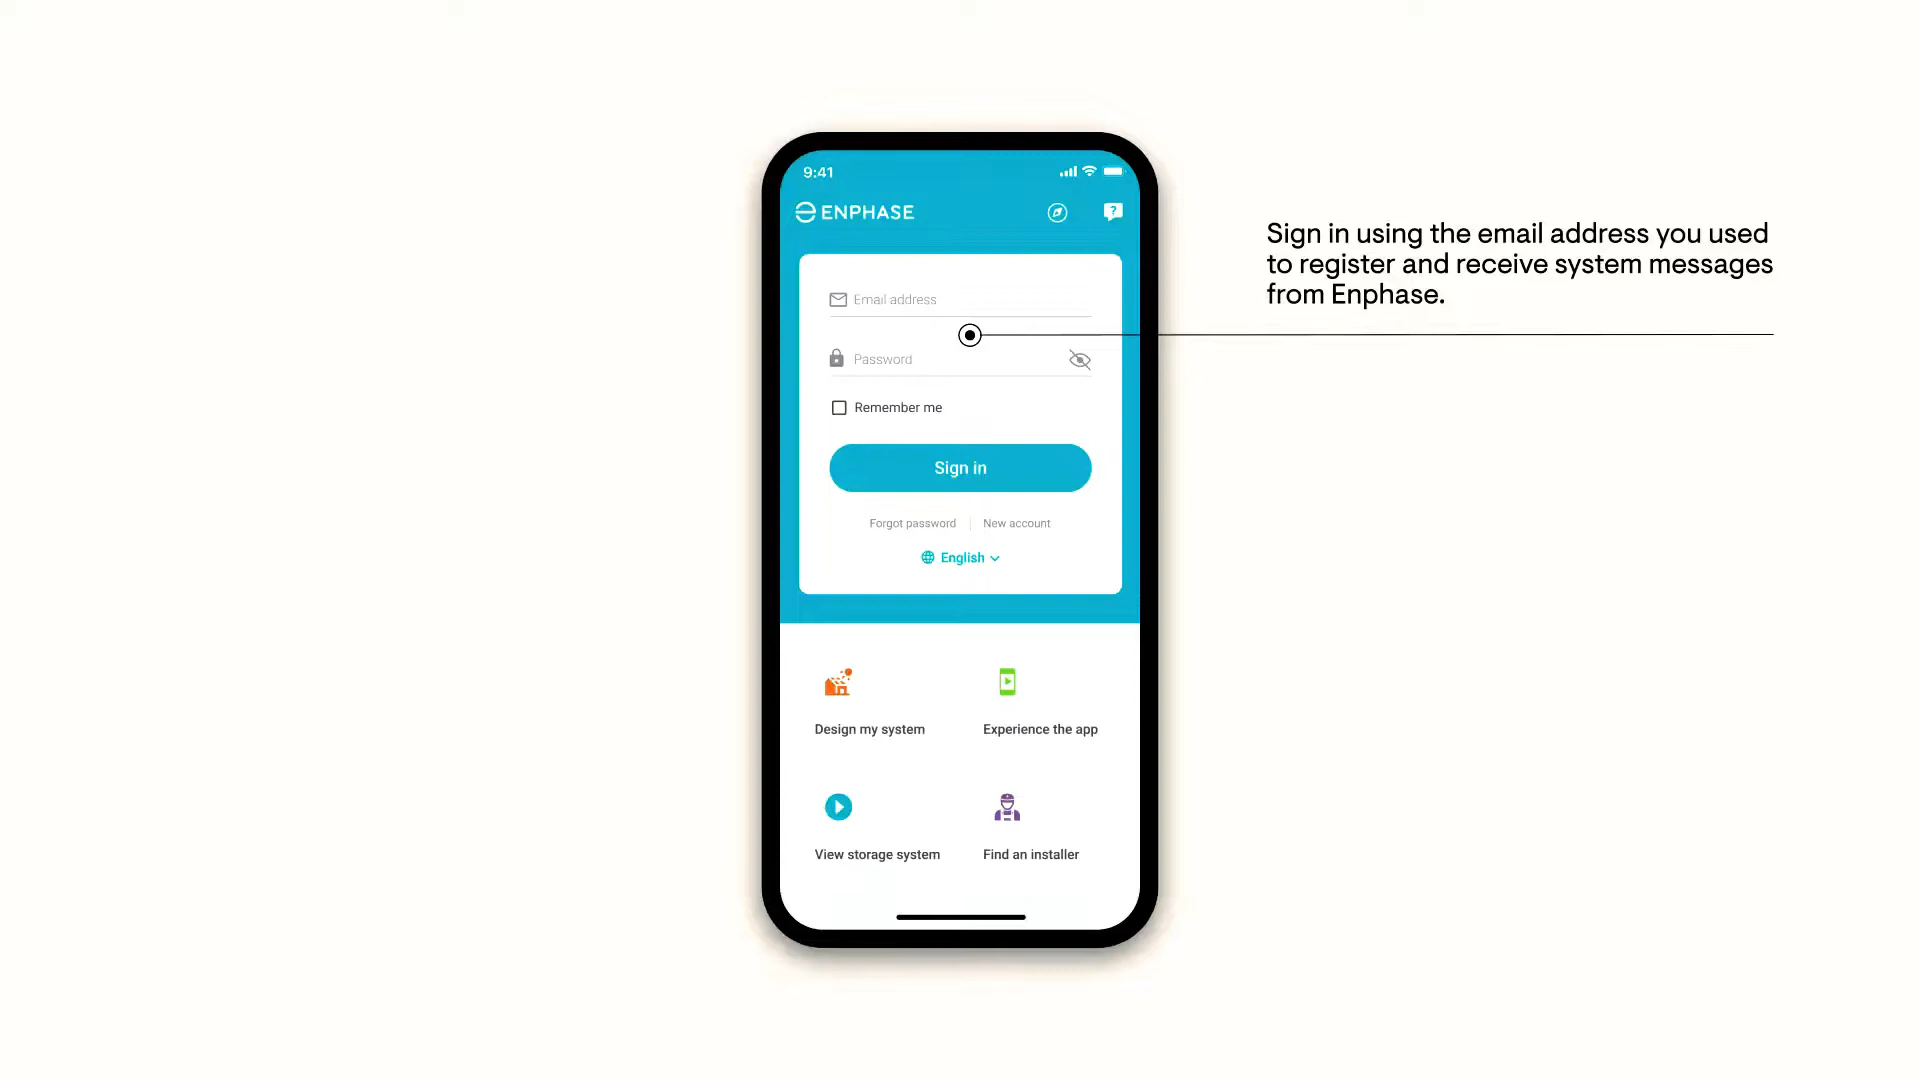 9:41
ENPHASE
?
Email address
Password
Remember me
Sign in
Forgot password
New account
English
Design my system
Experience the app
View storage system
Find an installer
Sign in using the email address you used
to register and receive system messages
from Enphase.